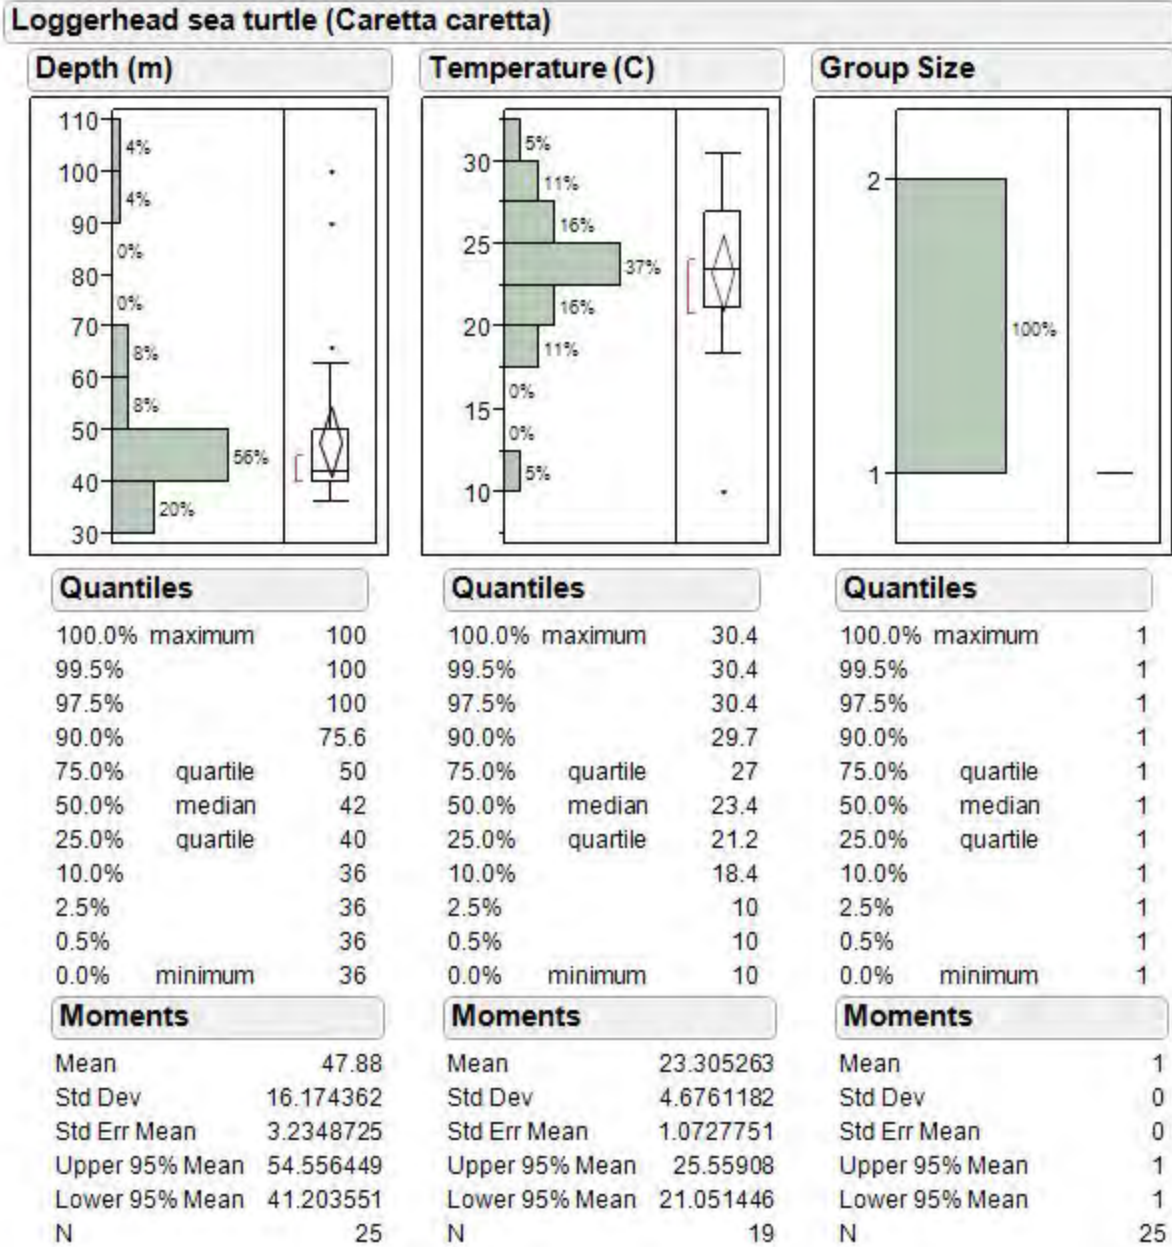 Loggerhead sea turtle (Caretta caretta)
Depth (m)
110
100
90
80
70
60
50
40
30
4%
4%
0%
0%
8%
8%
56%
20%
Quantiles
100.0% maximum 100
99.5% 100
97.5% 100
90.0% 75.6
75.0% quartile 50
50.0% median 42
25.0% quartile 40
10.0% 36
2.5% 36
0.5% 36
0.0% minimum 36
Moments
Mean 47.88
Std Dev 16.174362
Std Err Mean 3.2348725
Upper 95% Mean 54.556449
Lower 95% Mean 41.203551
N 25
Temperature (C)
30
25
20
15
10
5%
11%
16%
37%
16%
11%
0%
0%
5%
Quantiles
100.0% maximum 30.4
99.5% 30.4
97.5% 30.4
90.0% 29.7
75.0% quartile 27
50.0% median 23.4
25.0% quartile 21.2
10.0% 18.4
2.5% 10
0.5% 10
0.0% minimum 10
Moments
Mean 23.305263
Std Dev 4.6761182
Std Err Mean 1.0727751
Upper 95% Mean 25.55908
Lower 95% Mean 21.051446
N 19
Group Size
2
1
100%
Quantiles
100.0% maximum 1
99.5% 1
97.5% 1
90.0% 1
75.0% quartile 1
50.0% median 1
25.0% quartile 1
10.0% 1
2.5% 1
0.5% 1
0.0% minimum 1
Moments
Mean 1
Std Dev 0
Std Err Mean 0
Upper 95% Mean 1
Lower 95% Mean 1
N 25